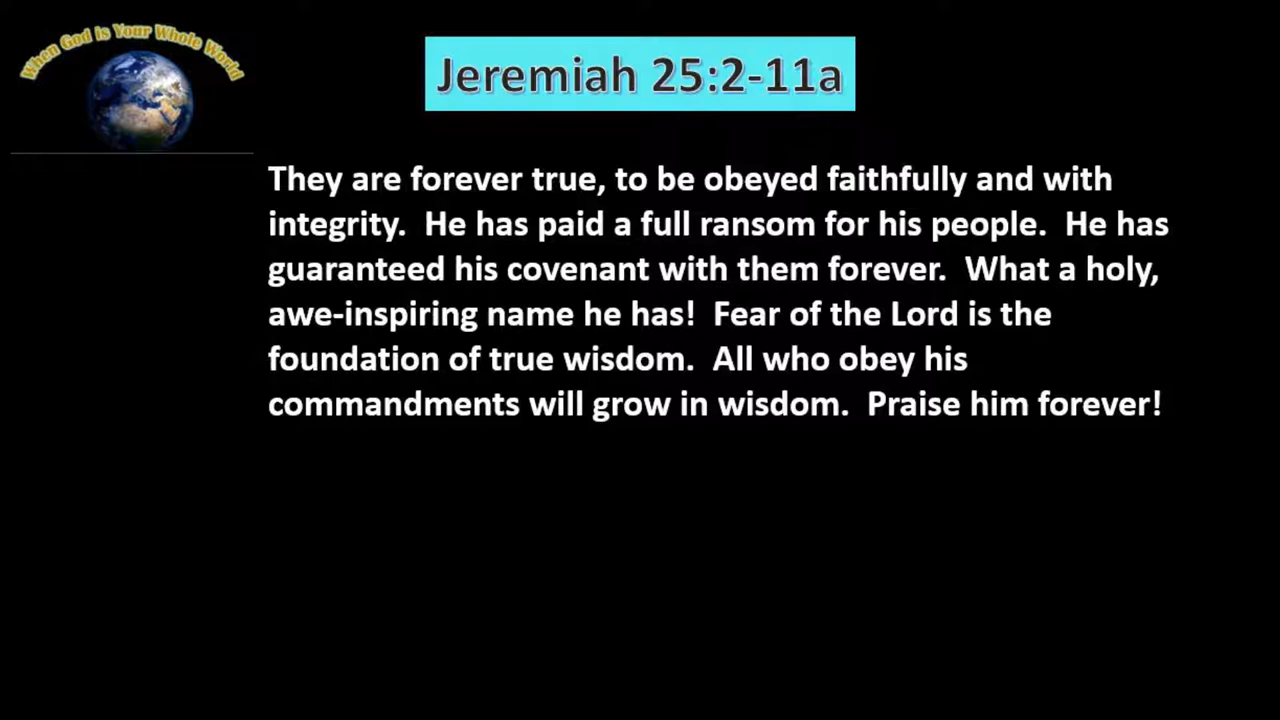 When God is Your Whole World
Jeremiah 25:2-11a
They are forever true, to be obeyed faithfully and with
integrity.  He has paid a full ransom for his people.  He has
guaranteed his covenant with them forever.  What a holy,
awe-inspiring name he has!  Fear of the Lord is the
foundation of true wisdom.  All who obey his
commandments will grow in wisdom.  Praise him forever!